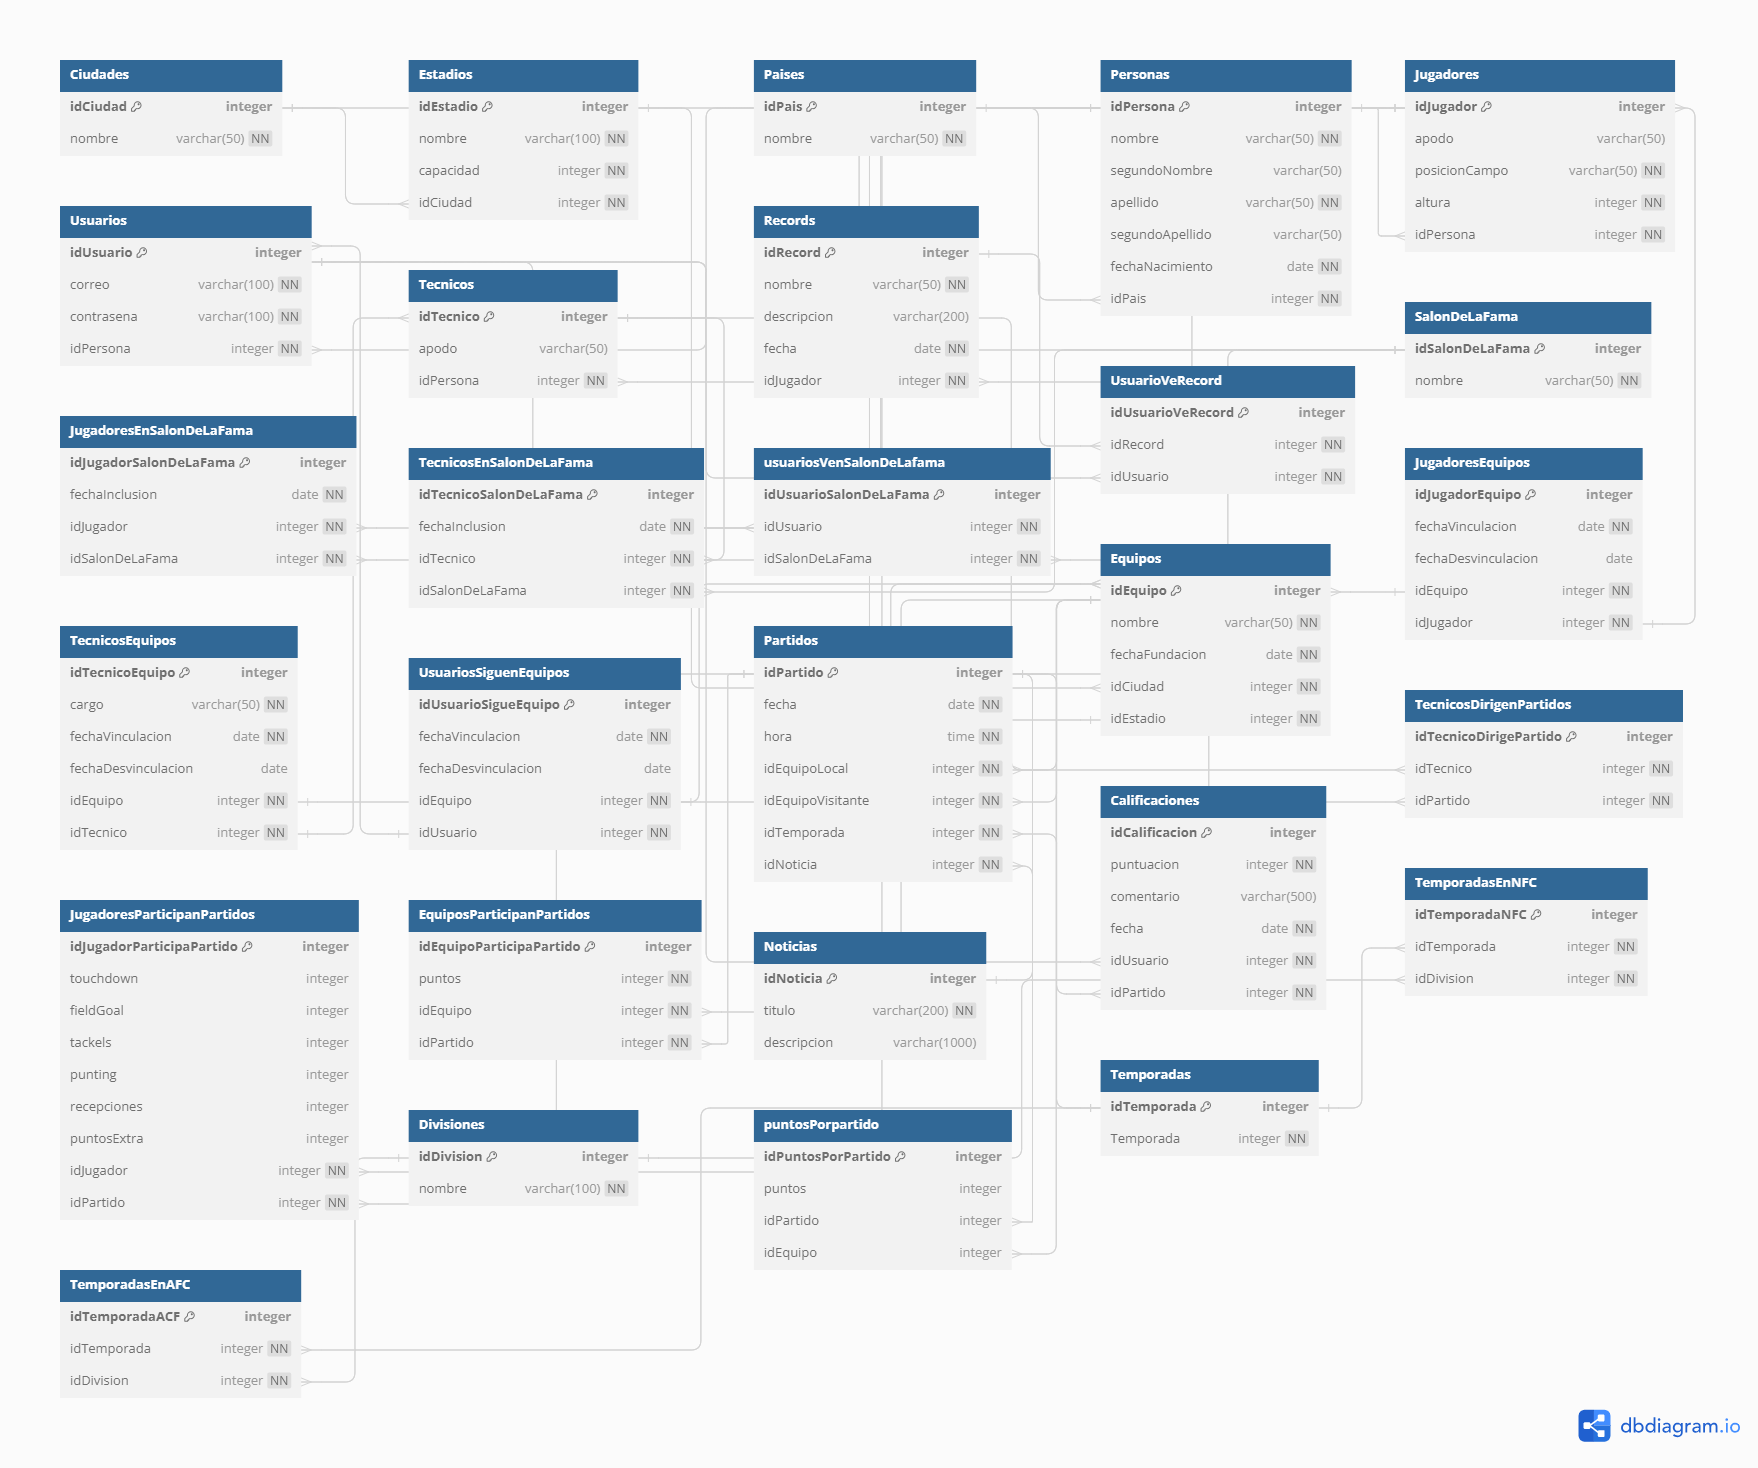 Ciudades
idCiudad integer
nombre varchar(50) NN
Estadios
idEstadio integer
nombre varchar(100) NN
capacidad integer NN
idCiudad integer NN
Paises
idPais integer
nombre varchar(50) NN
Personas
idPersona integer
nombre varchar(50) NN
segundoNombre varchar(50)
apellido varchar(50) NN
segundoApellido varchar(50)
fechaNacimiento date NN
idPais integer NN
Jugadores
idJugador integer
apodo varchar(50)
posicionCampo varchar(50) NN
altura integer NN
idPersona integer NN
Usuarios
idUsuario integer
correo varchar(100) NN
contrasena varchar(100) NN
idPersona integer NN
Tecnicos
idTecnico integer
apodo varchar(50)
idPersona integer NN
Records
idRecord integer
nombre varchar(50) NN
descripcion varchar(200)
fecha date NN
idJugador integer NN
UsuarioVeRecord
idUsuarioVeRecord integer
idRecord integer NN
idUsuario integer NN
SalonDeLaFama
idSalonDeLaFama integer
nombre varchar(50) NN
JugadoresEnSalonDeLaFama
idJugadorSalonDeLaFama integer
fechaInclusion date NN
idJugador integer NN
idSalonDeLaFama integer NN
TecnicosEnSalonDeLaFama
idTecnicoSalonDeLaFama integer
fechaInclusion date NN
idTecnico integer NN
idSalonDeLaFama integer NN
usuariosVenSalonDeLafama
idUsuarioSalonDeLaFama integer
idUsuario integer NN
idSalonDeLaFama integer NN
Equipos
idEquipo integer
nombre varchar(50) NN
fechaFundacion date NN
idCiudad integer NN
idEstadio integer NN
JugadoresEquipos
idJugadorEquipo integer
fechaVinculacion date NN
fechaDesvinculacion date
idEquipo integer NN
idJugador integer NN
TecnicosEquipos
idTecnicoEquipo integer
cargo varchar(50) NN
fechaVinculacion date NN
fechaDesvinculacion date
idEquipo integer NN
idTecnico integer NN
UsuariosSiguenEquipos
idUsuarioSigueEquipo integer
fechaVinculacion date NN
fechaDesvinculacion date
idEquipo integer NN
idUsuario integer NN
Partidos
idPartido integer
fecha date NN
hora time NN
idEquipoLocal integer NN
idEquipoVisitante integer NN
idTemporada integer NN
idNoticia integer NN
Calificaciones
idCalificacion integer
puntuacion integer NN
comentario varchar(500)
fecha date NN
idUsuario integer NN
idPartido integer NN
TecnicosDirigenPartidos
idTecnicoDirigePartido integer
idTecnico integer NN
idPartido integer NN
TemporadasEnNFC
idTemporadaNFC integer
idTemporada integer NN
idDivision integer NN
JugadoresParticipanPartidos
idJugadorParticipaPartido integer
touchdown integer
fieldGoal integer
tackels integer
punting integer
recepciones integer
puntosExtra integer
idJugador integer NN
idPartido integer NN
EquiposParticipanPartidos
idEquipoParticipaPartido integer
puntos integer NN
idEquipo integer NN
idPartido integer NN
Noticias
idNoticia integer
titulo varchar(200) NN
descripcion varchar(1000)
Temporadas
idTemporada integer
Temporada integer NN
Divisiones
idDivision integer
nombre varchar(100) NN
puntosPorpartido
idPuntosPorPartido integer
puntos integer
idPartido integer
idEquipo integer
TemporadasEnAFC
idTemporadaACF integer
idTemporada integer NN
idDivision integer NN
dbdiagram.io